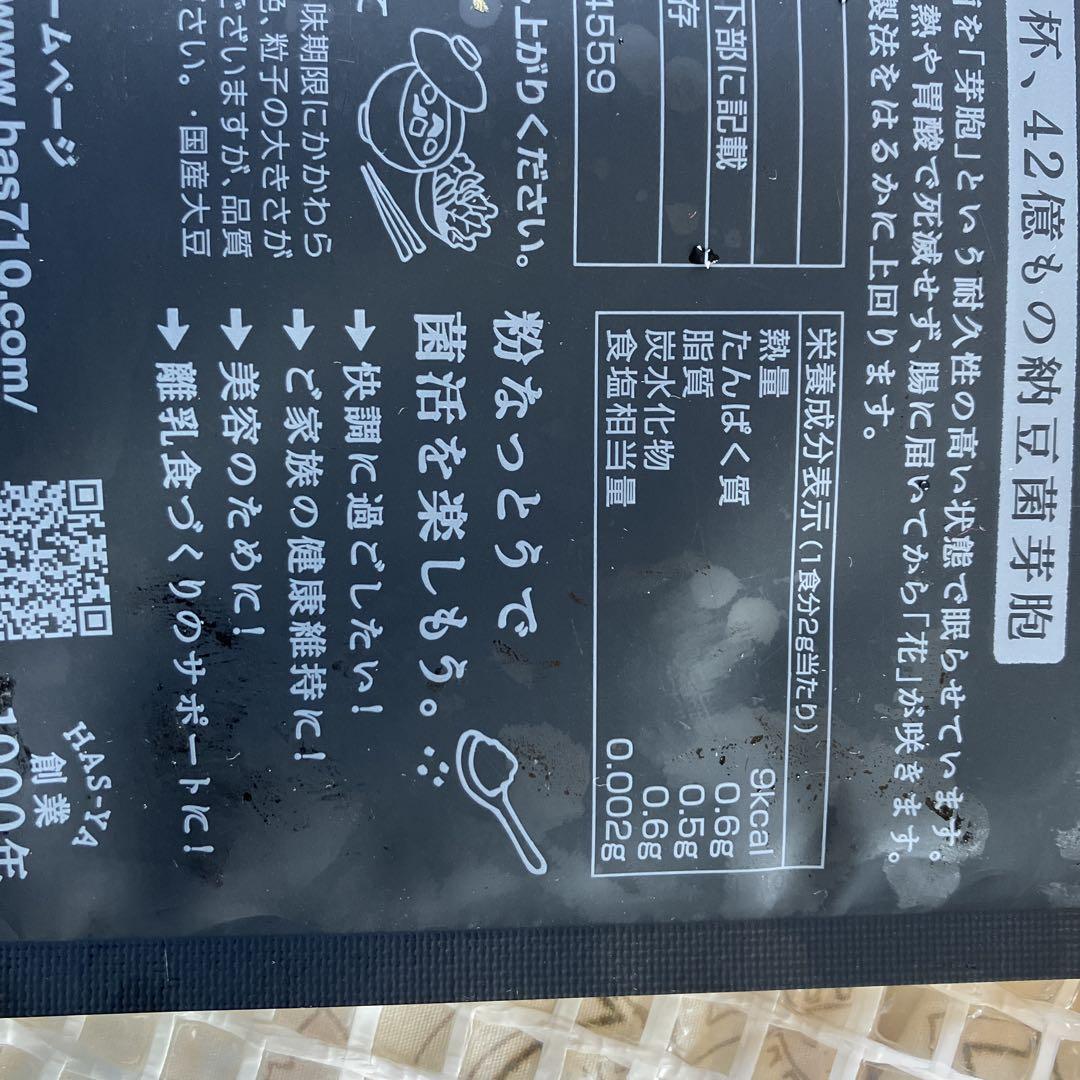 杯、42億もの納豆菌芽胞
を「芽胞」という耐久性の高い状態で眠らせています。
熱や胃酸で死滅せず、腸に届いてから「花」が咲きます。
製法をはるかに上回ります。
下部に記載
存
4559
栄養成分表示(1食分2g当たり)
熱量 9kcal
たんぱく質 0.6g
脂質 0.5g
炭水化物 0.6g
食塩相当量 0.002g
上がりください。
て
味期限にかかわら
色、粒子の大きさが
ございますが、品質
さい。・国産大豆
粉なっとうで
菌活を楽しもう。
➔快調に過ごしたい!
➔ご家族の健康維持に!
➔美容のために!
➔離乳食づくりのサポートに!
ームページ
www.has710.com/
HAS-YA
創業
1000年